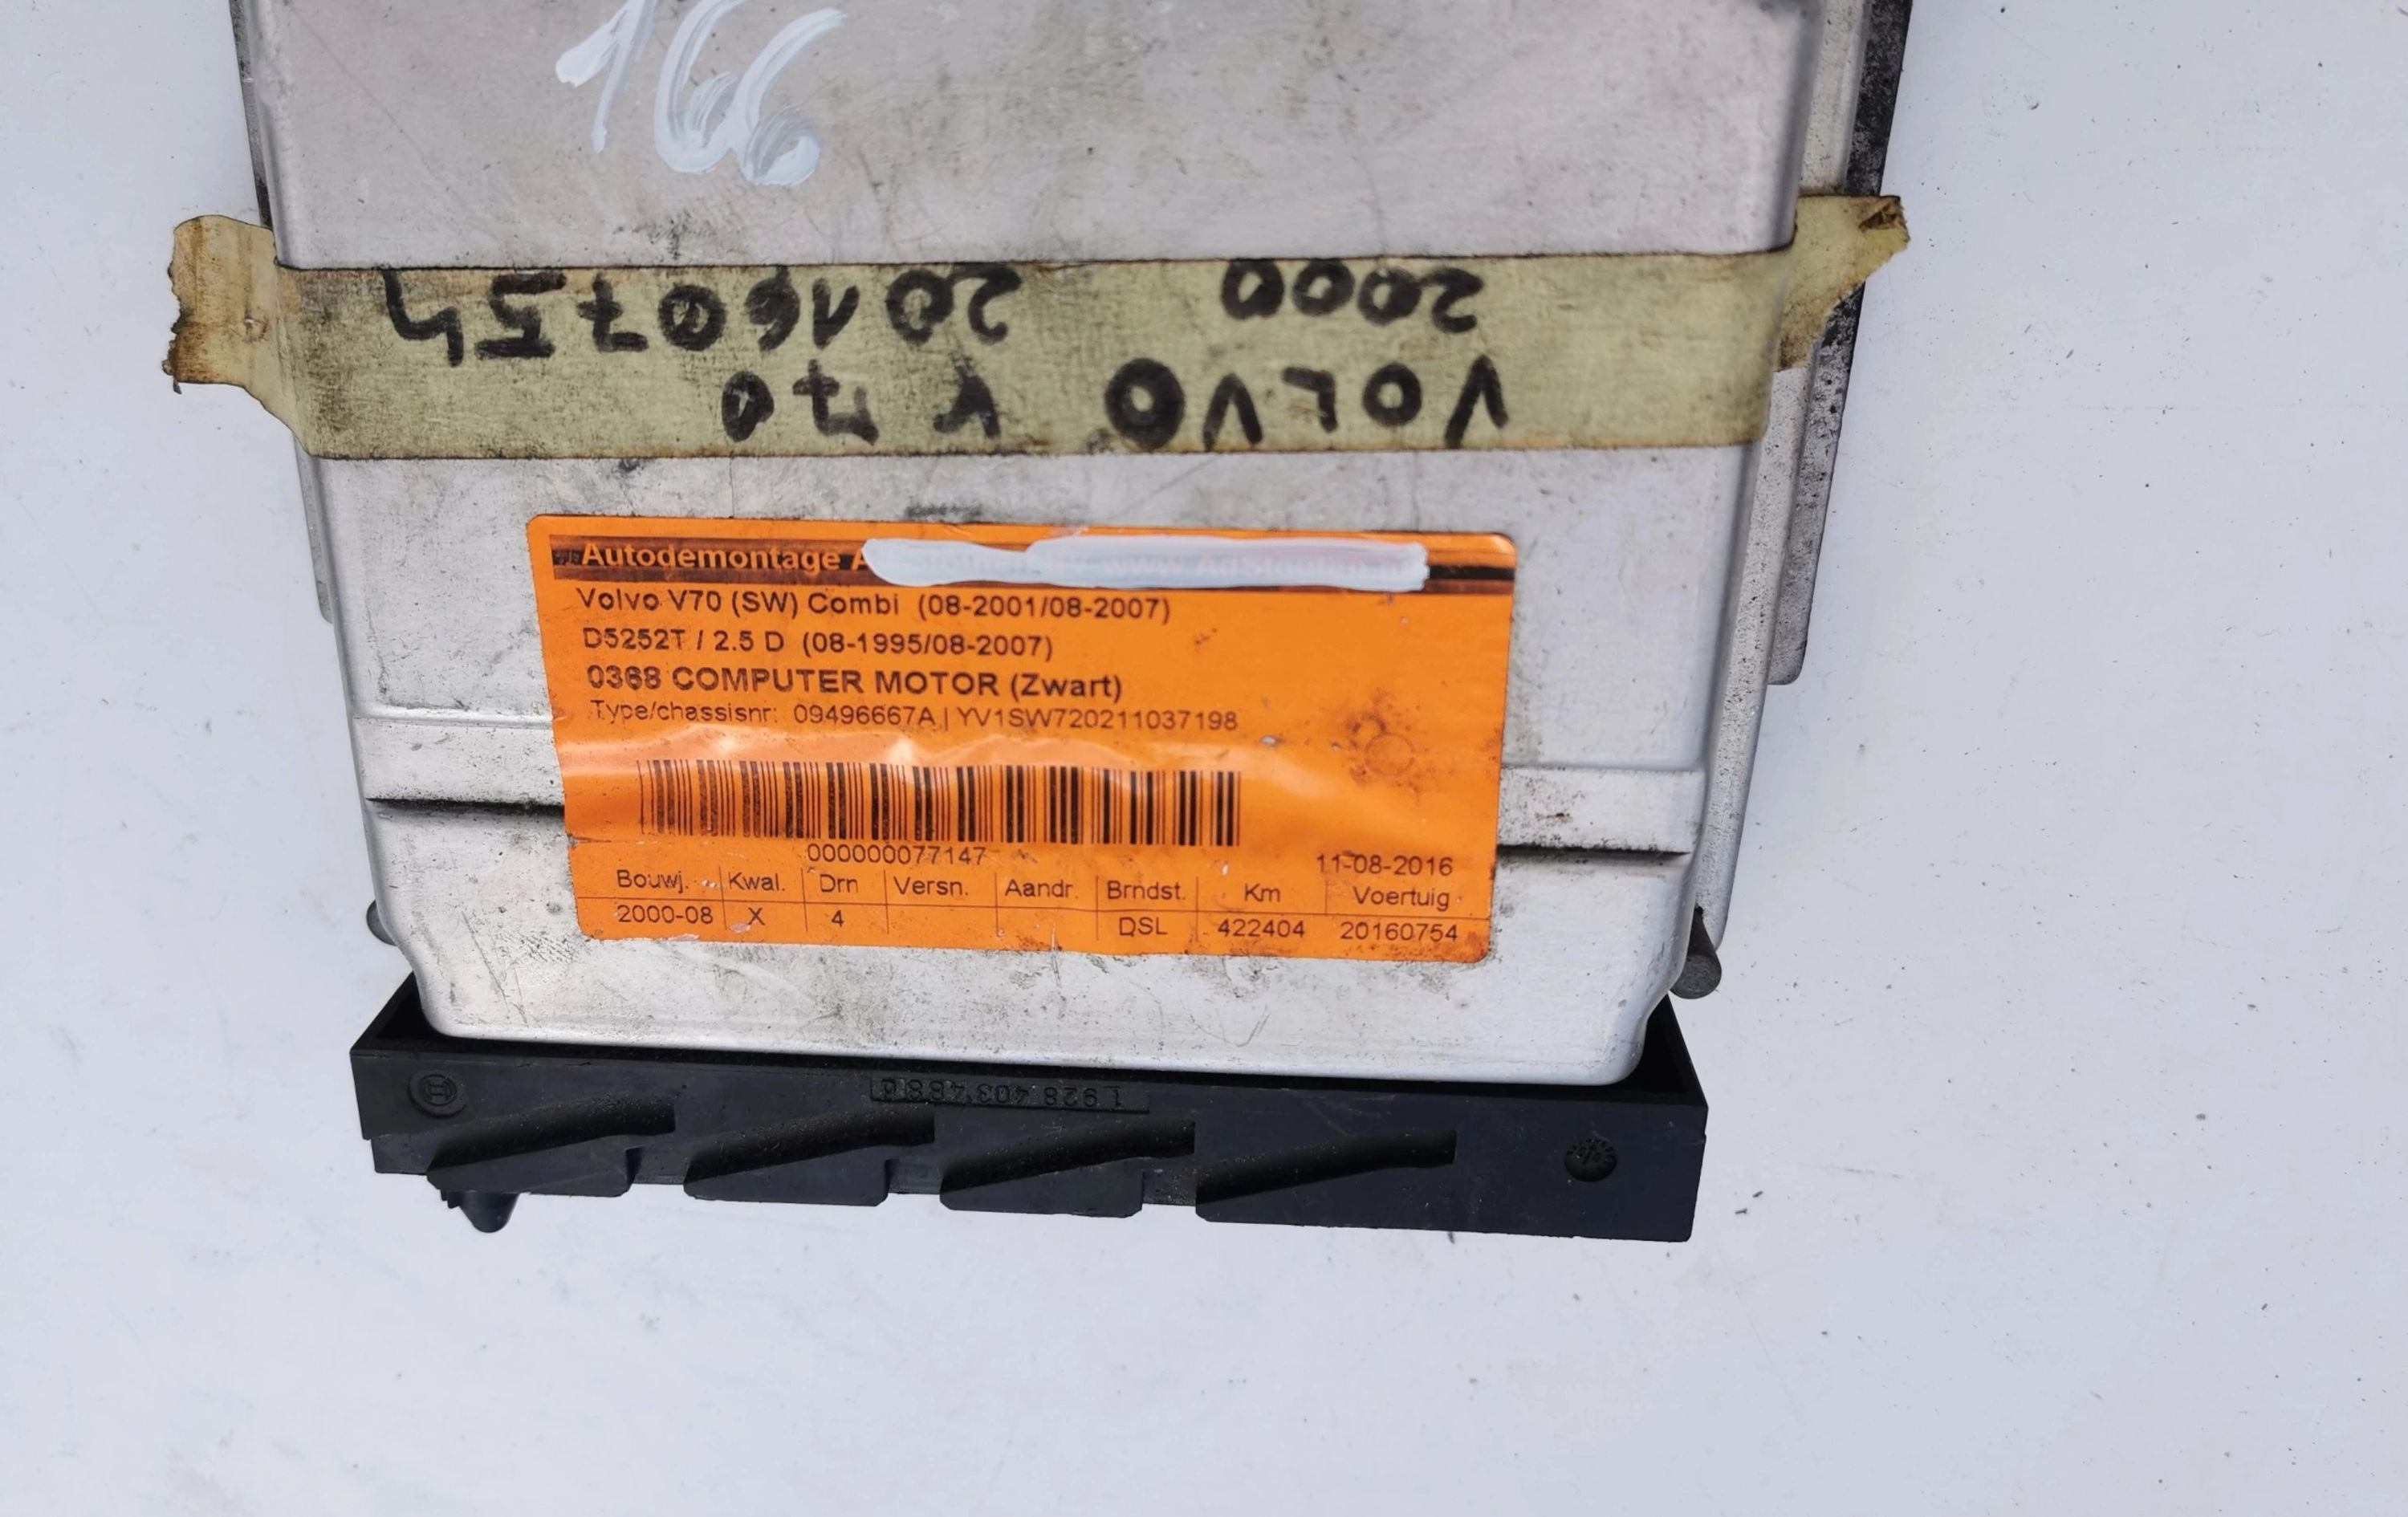 166
VOLVO V70
2000 20160754
Autodemontage
Volvo V70 (SW) Combi (08-2001/08-2007)
D5252T / 2.5 D (08-1995/08-2007)
0368 COMPUTER MOTOR (Zwart)
Type/chassisnr: 09496667A | YV1SW720211037198
000000077147
11-08-2016
Bouwj. Kwal. Drn Versn. Aandr. Brndst. Km Voertuig
2000-08 X 4 DSL 422404 20160754
1 928 403 468